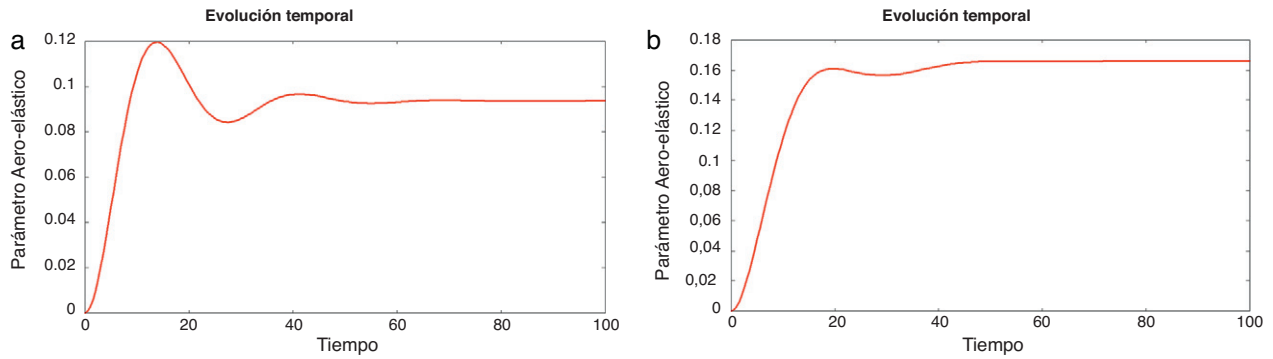 Evolución temporal
a
0.12
0.1
0.08
0.06
0.04
0.02
0
Parámetro Aero-elástico
0 20 40 60 80 100
Tiempo
Evolución temporal
b
0.18
0.16
0.14
0.12
0.1
0,08
0,06
0,04
0,02
0
Parámetro Aero-elástico
0 20 40 60 80 100
Tiempo